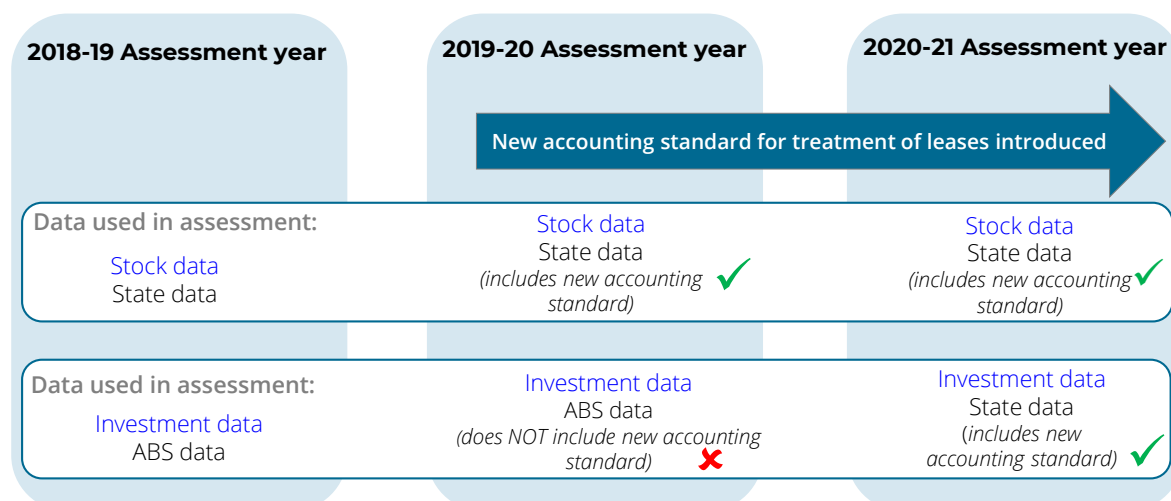 2018-19 Assessment year
2019-20 Assessment year
2020-21 Assessment year
New accounting standard for treatment of leases introduced
Data used in assessment:
Stock data
State data
Stock data
State data
(includes new accounting
standard)
Stock data
State data
(includes new accounting
standard)
Data used in assessment:
Investment data
ABS data
Investment data
ABS data
(does NOT include new accounting
standard)
Investment data
State data
(includes new
accounting standard)